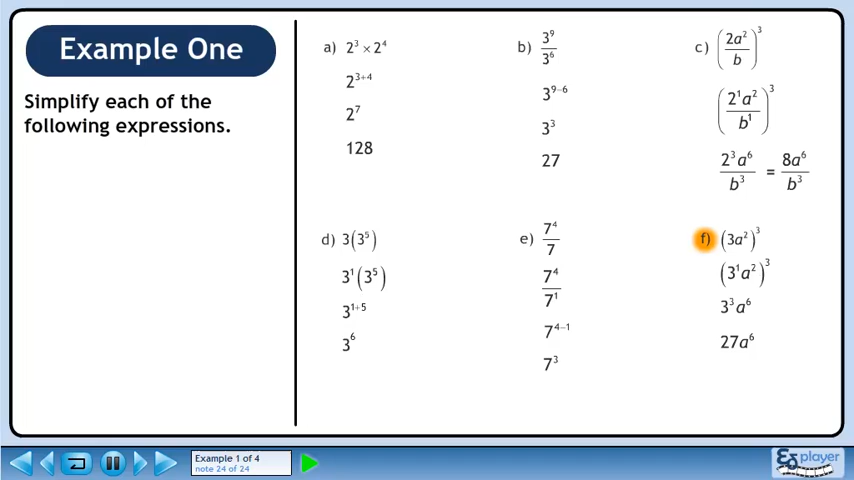 Example One
Simplify each of the
following expressions.
a) 2³ × 2⁴
2³⁺⁴
2⁷
128
b) 3⁹/3⁶
3⁹⁻⁶
3³
27
c) (2a²/b)³
(2¹a²/b¹)³
2³a⁶/b³ = 8a⁶/b³
d) 3(3⁵)
3¹(3⁵)
3¹⁺⁵
3⁶
e) 7⁴/7
7⁴/7¹
7⁴⁻¹
7³
f) (3a²)³
(3¹a²)³
3³a⁶
27a⁶
Example 1 of 4
note 24 of 24
player